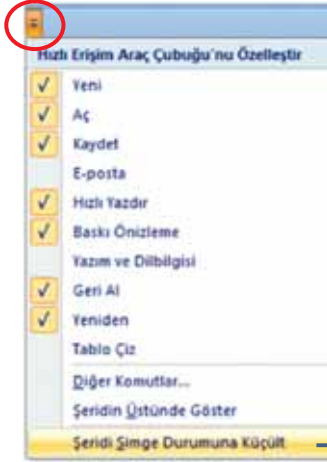 Hızlı Erişim Araç Çubuğu'nu Özelleştir
Yeni
Aç
Kaydet
E-posta
Hızlı Yazdır
Baskı Önizleme
Yazım ve Dilbilgisi
Geri Al
Yeniden
Tablo Çiz
Diğer Komutlar...
Şeridin Üstünde Göster
Şeridi Simge Durumuna Küçült